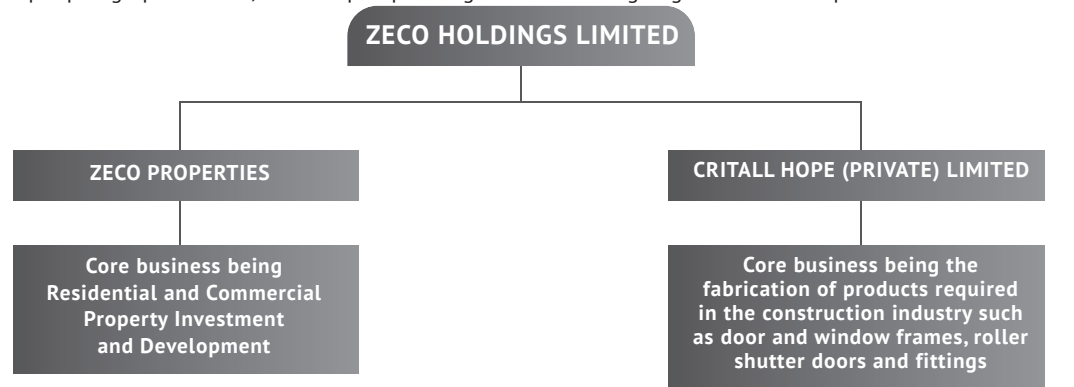 ZECO HOLDINGS LIMITED
ZECO PROPERTIES
CRITALL HOPE (PRIVATE) LIMITED
Core business being
Residential and Commercial
Property Investment
and Development
Core business being the
fabrication of products required
in the construction industry such
as door and window frames, roller
shutter doors and fittings